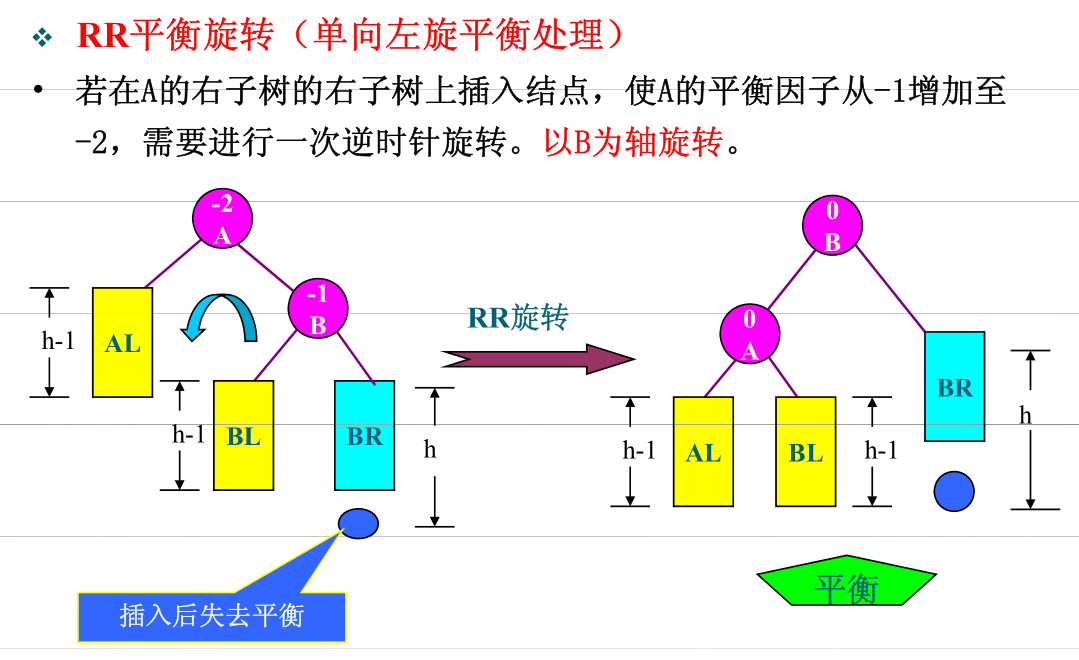 ❖ RR平衡旋转（单向左旋平衡处理）
• 若在A的右子树的右子树上插入结点，使A的平衡因子从-1增加至
-2，需要进行一次逆时针旋转。以B为轴旋转。
-2
A
-1
B
h-1
AL
h-1
BL
BR
h
插入后失去平衡
RR旋转
0
B
0
A
BR
h
h-1
AL
BL
h-1
平衡